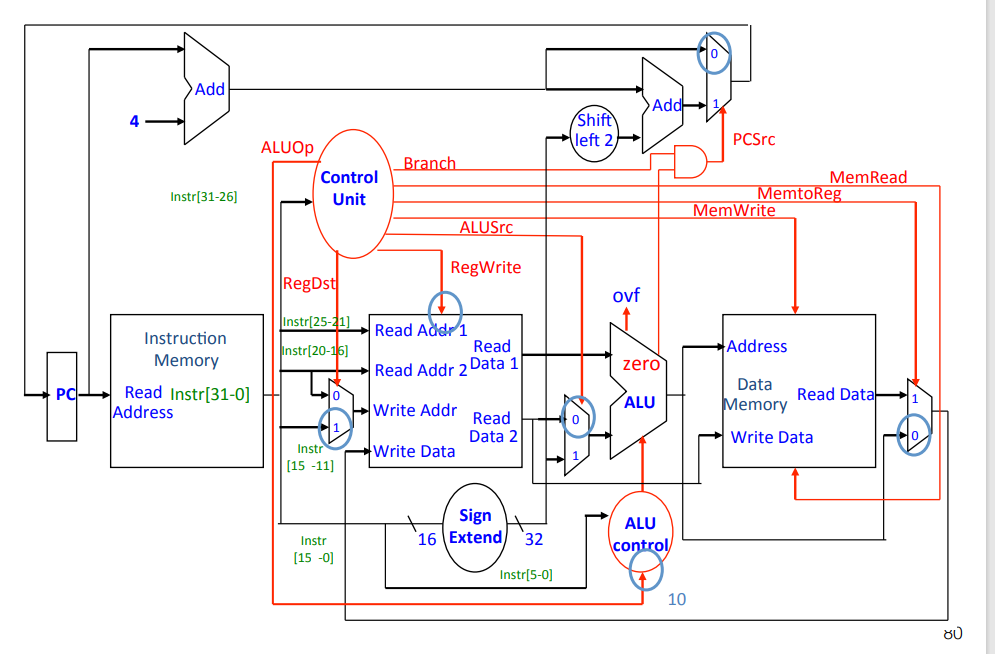 0
Add
Add
4
1
Shift
left 2
PCSrc
ALUOp
Branch
Control
Unit
MemRead
MemtoReg
MemWrite
Instr[31-26]
ALUSrc
RegWrite
RegDst
ovf
Instr[25-21]
Read Addr 1
Instruction
Memory
Instr[20-16]
Read
Data 1
Address
zero
Read Addr 2
PC
Read
Address
Instr[31-0]
0
Write Addr
ALU
Data
Memory
Read Data
1
1
Read
Data 2
0
Write Data
0
Instr
[15 -11]
Write Data
1
Sign
Extend
16
32
ALU
control
Instr
[15 -0]
Instr[5-0]
10
80